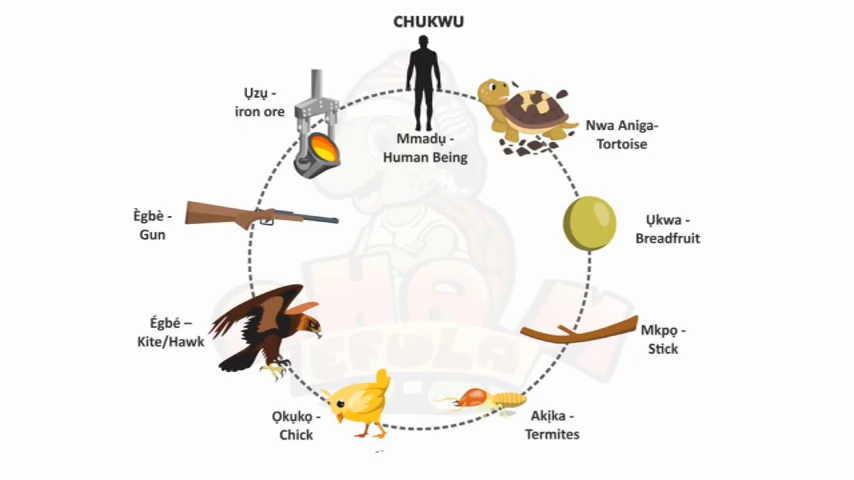 CHUKWU
Mmadụ -
Human Being
Nwa Aniga-
Tortoise
Ụkwa -
Breadfruit
Mkpọ -
Stick
Akịka -
Termites
Ọkụkọ -
Chick
Égbé –
Kite/Hawk
Ègbè -
Gun
Ụzụ -
iron ore